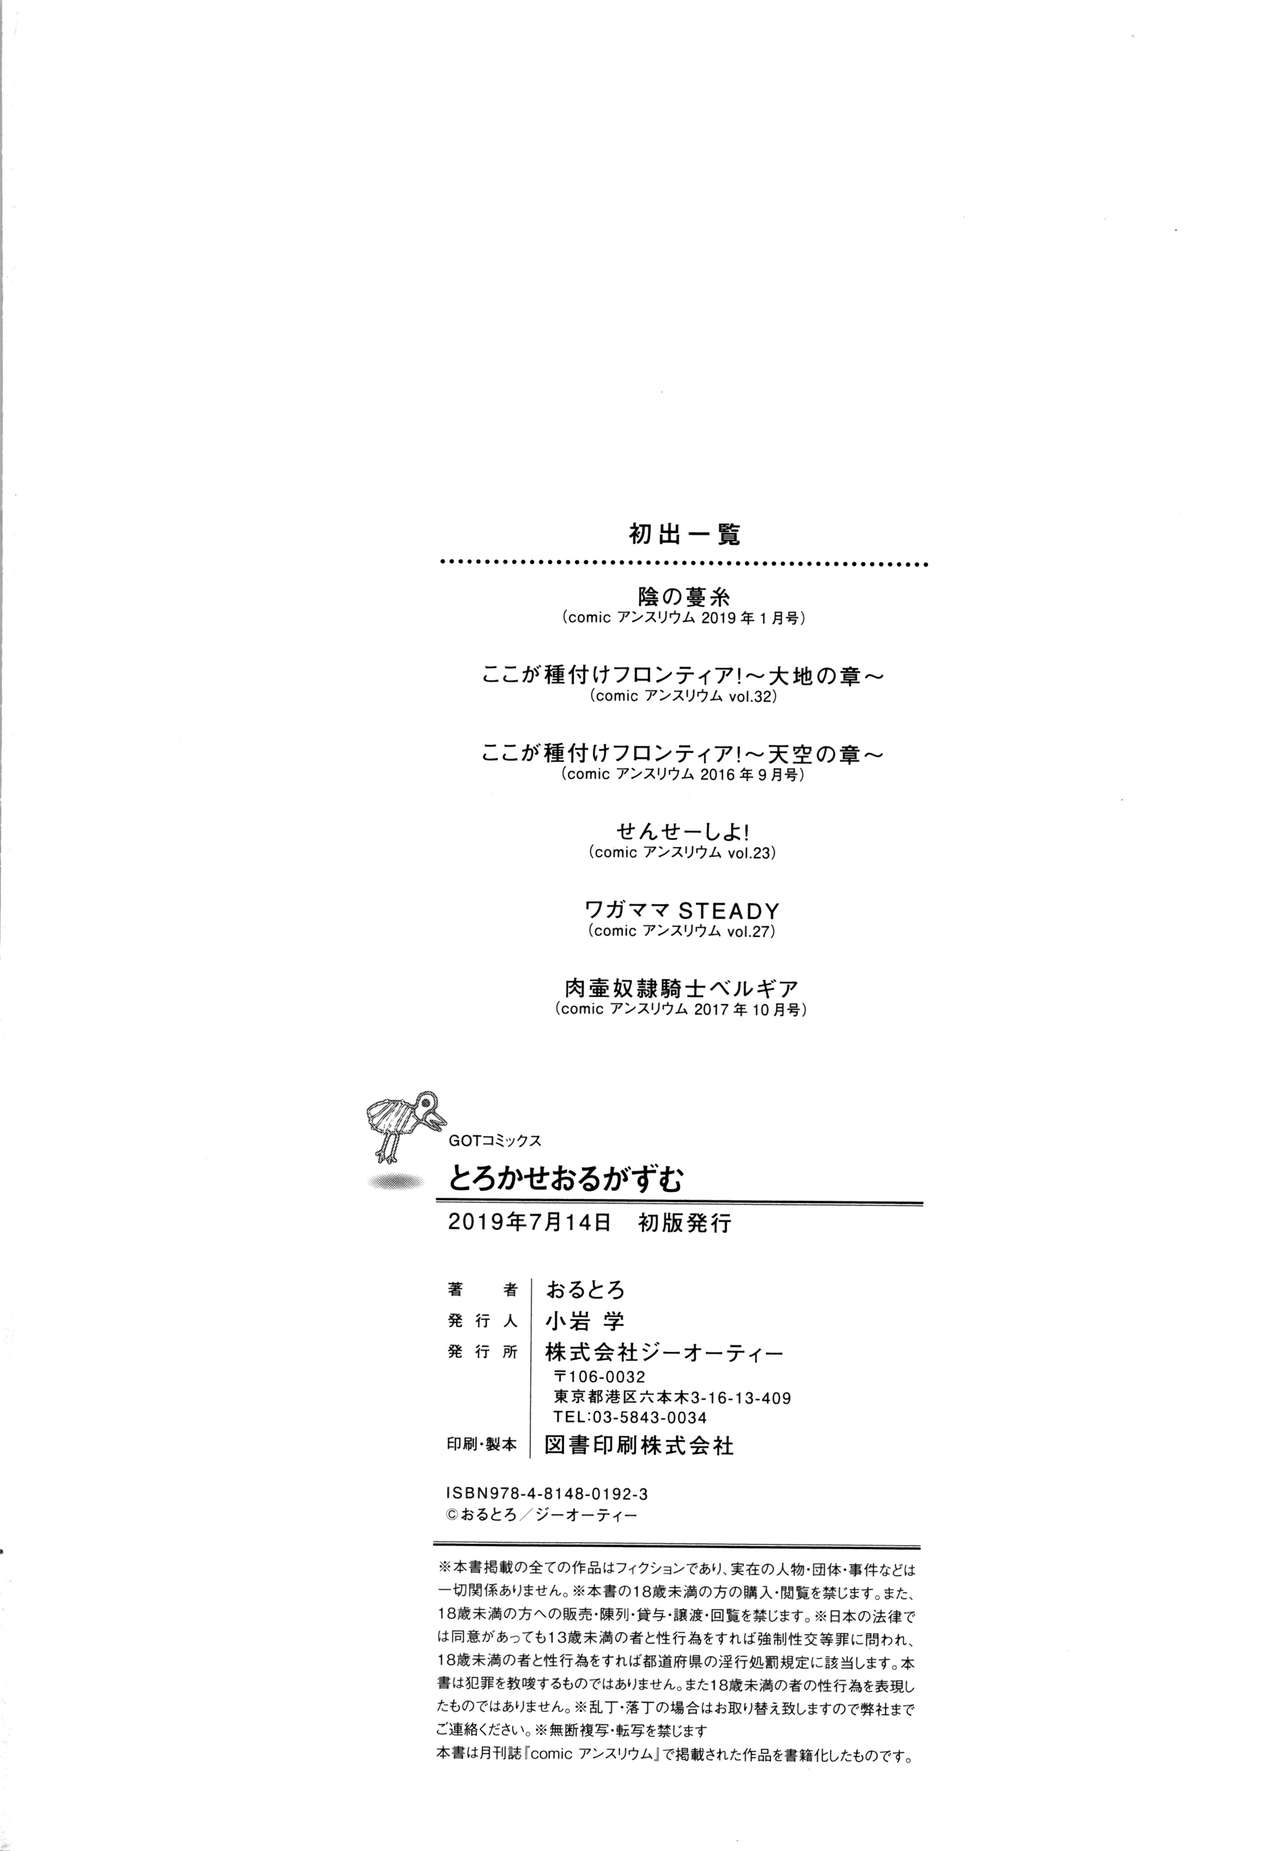 初出一覧
陰の蔓糸
（comic アンスリウム 2019 年 1 月号）
ここが種付けフロンティア！～大地の章～
（comic アンスリウム vol.32）
ここが種付けフロンティア！～天空の章～
（comic アンスリウム 2016 年 9 月号）
せんせーしよ！
（comic アンスリウム vol.23）
ワガママ STEADY
（comic アンスリウム vol.27）
肉壷奴隷騎士ベルギア
（comic アンスリウム 2017 年 10 月号）
GOTコミックス
とろかせおるがずむ
2019年7月14日　初版発行
著　者　おるとろ
発行人　小岩 学
発行所　株式会社ジーオーティー
〒106-0032
東京都港区六本木3-16-13-409
TEL：03-5843-0034
印刷・製本　図書印刷株式会社
ISBN978-4-8148-0192-3
©おるとろ／ジーオーティー
※本書掲載の全ての作品はフィクションであり、実在の人物・団体・事件などは
一切関係ありません。※本書の18歳未満の方の購入・閲覧を禁じます。また、
18歳未満の方への販売・陳列・貸与・譲渡・回覧を禁じます。※日本の法律で
は同意があっても13歳未満の者と性行為をすれば強制性交等罪に問われ、
18歳未満の者と性行為をすれば都道府県の淫行処罰規定に該当します。本
書は犯罪を教唆するものではありません。また18歳未満の者の性行為を表現し
たものではありません。※乱丁・落丁の場合はお取り替え致しますので弊社まで
ご連絡ください。※無断複写・転写を禁じます
本書は月刊誌『comic アンスリウム』で掲載された作品を書籍化したものです。